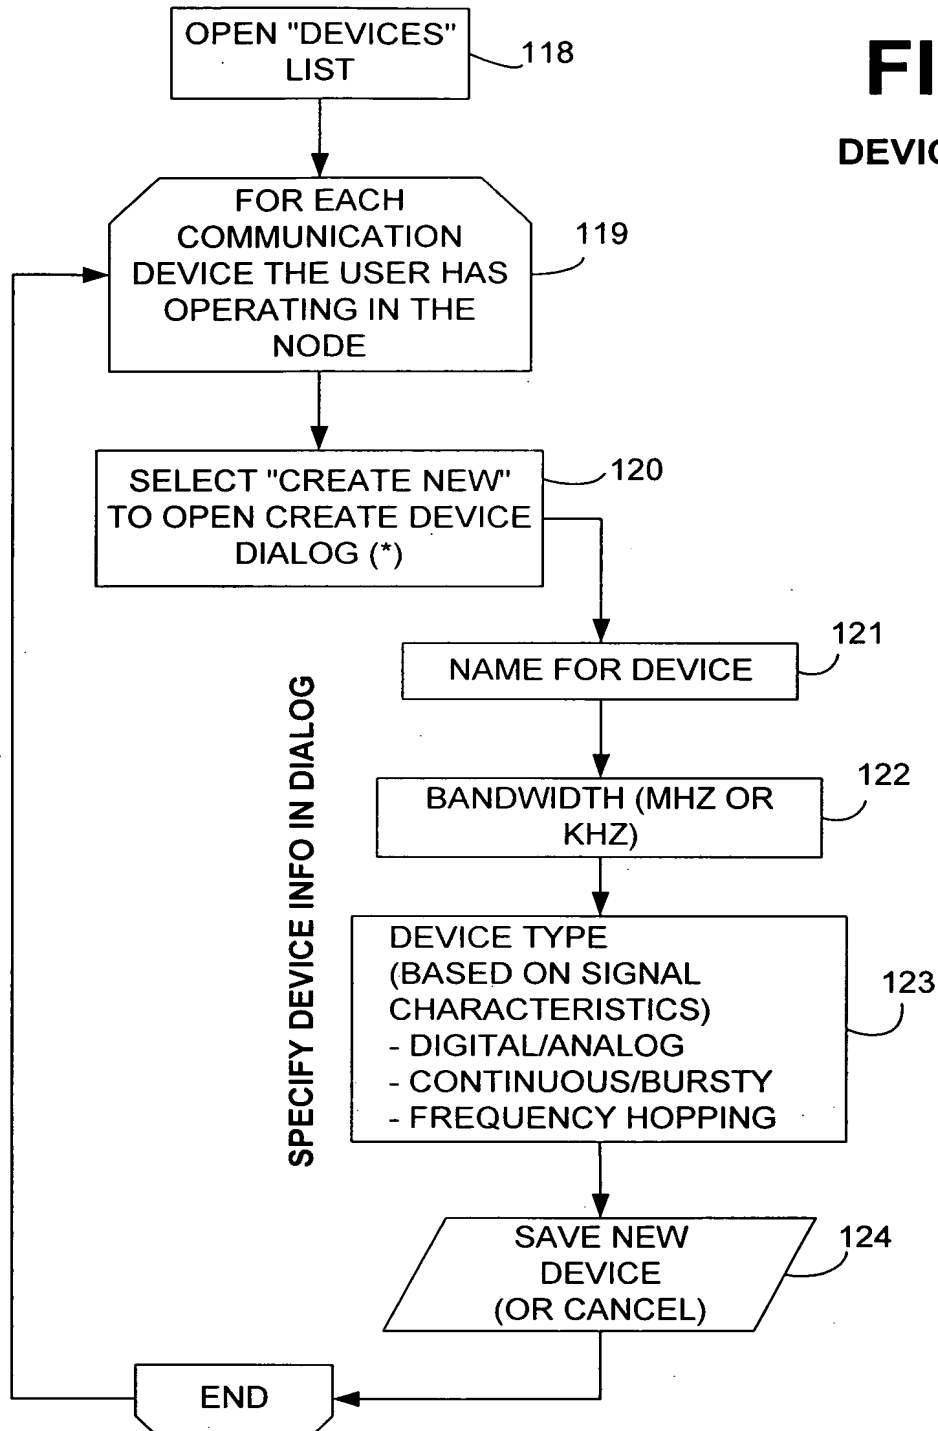 OPEN "DEVICES"
LIST
118
FI
DEVIC
FOR EACH
COMMUNICATION
DEVICE THE USER HAS
OPERATING IN THE
NODE
119
SELECT "CREATE NEW"
TO OPEN CREATE DEVICE
DIALOG (*)
120
NAME FOR DEVICE
121
SPECIFY DEVICE INFO IN DIALOG
BANDWIDTH (MHZ OR
KHZ)
122
DEVICE TYPE
(BASED ON SIGNAL
CHARACTERISTICS)
- DIGITAL/ANALOG
- CONTINUOUS/BURSTY
- FREQUENCY HOPPING
123
SAVE NEW
DEVICE
(OR CANCEL)
124
END